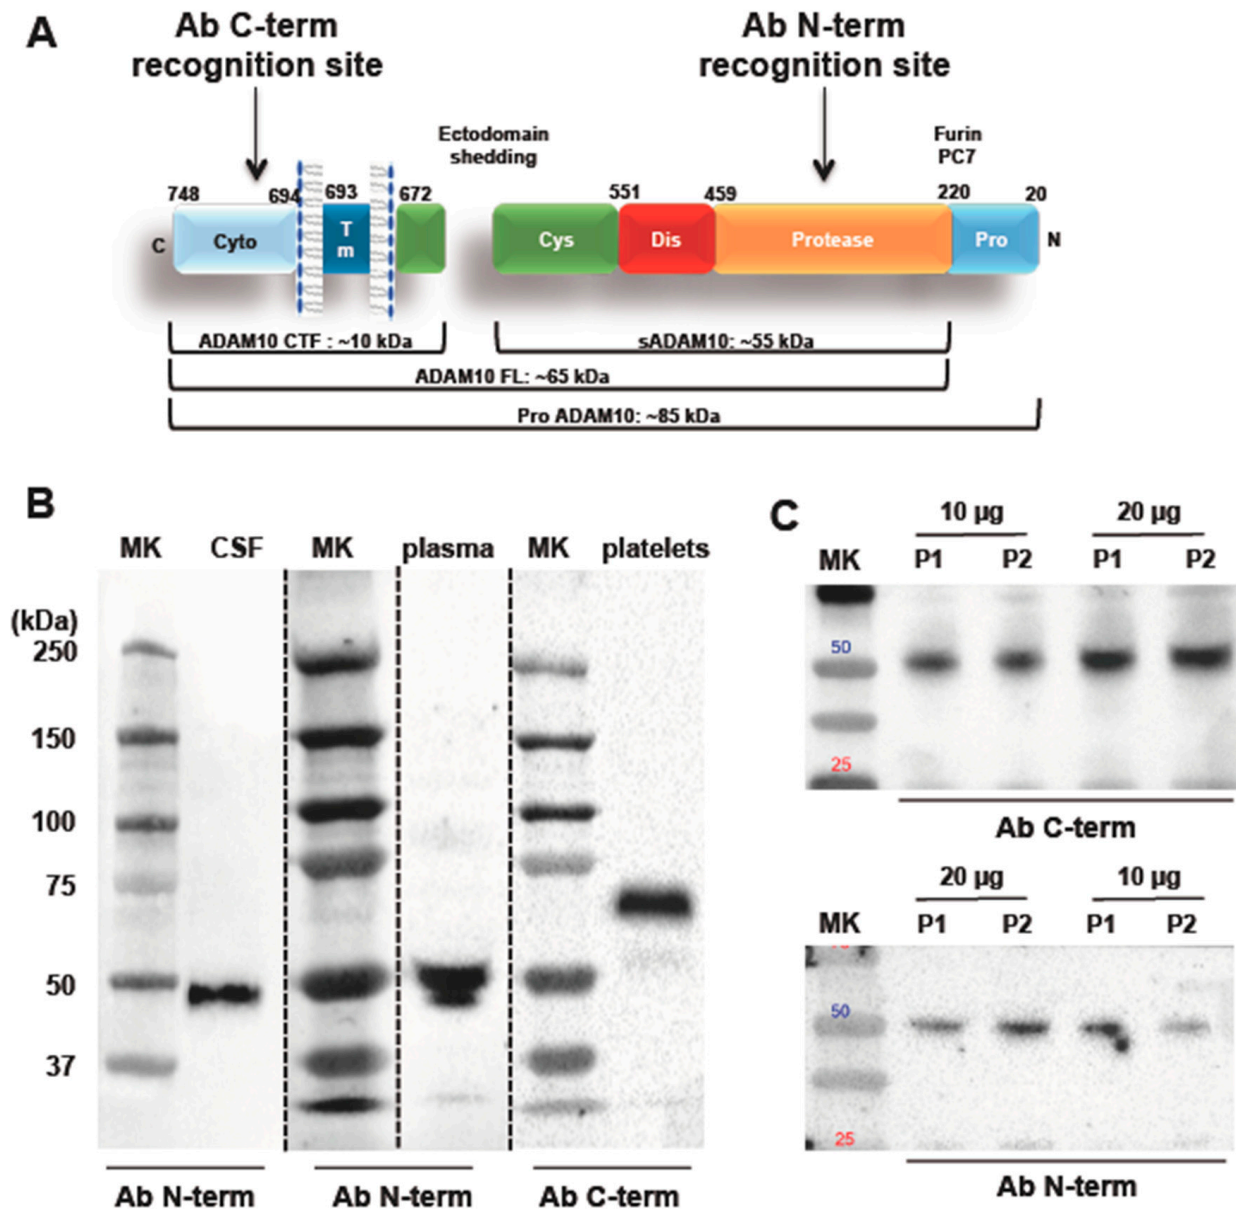 A
Ab C-term
recognition site
Ab N-term
recognition site
Ectodomain
shedding
Furin
PC7
748
694
693
672
551
459
220
20
C
Cyto
T
m
Cys
Dis
Protease
Pro
N
ADAM10 CTF : ~10 kDa
sADAM10: ~55 kDa
ADAM10 FL: ~65 kDa
Pro ADAM10: ~85 kDa
B
MK CSF MK plasma MK platelets
(kDa)
250
150
100
75
50
37
Ab N-term
Ab N-term
Ab C-term
C
10 µg 20 µg
MK P1 P2 P1 P2
50
25
Ab C-term
20 µg 10 µg
MK P1 P2 P1 P2
50
25
Ab N-term